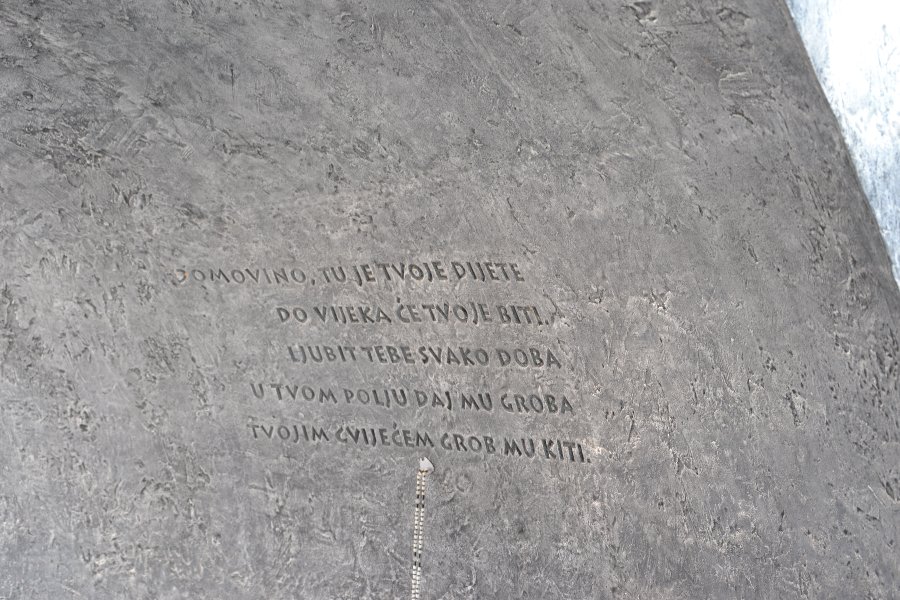 DOMOVINO, TU JE TVOJE DIJETE
DO VIJEKA ĆE TVOJE BITI..
LJUBIT TEBE SVAKO DOBA
U TVOM POLJU DAJ MU GROBA
TVOJIM CVIJEĆEM GROB MU KITI.